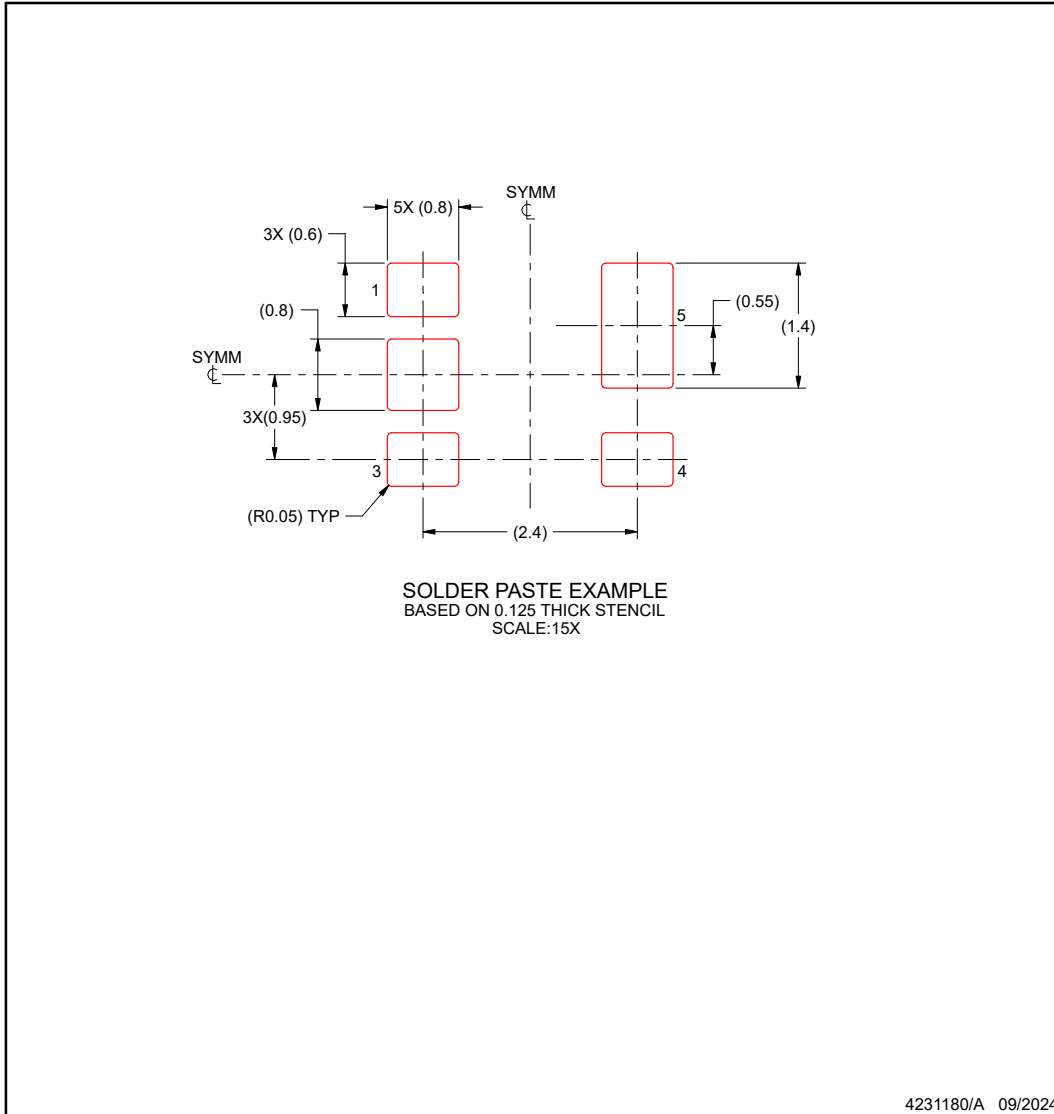 SYMM
℄
5X (0.8)
3X (0.6)
1
(0.55)
(0.8)
5
(1.4)
SYMM
℄
3X(0.95)
3
4
(R0.05) TYP
(2.4)
SOLDER PASTE EXAMPLE
BASED ON 0.125 THICK STENCIL
SCALE:15X
4231180/A 09/2024